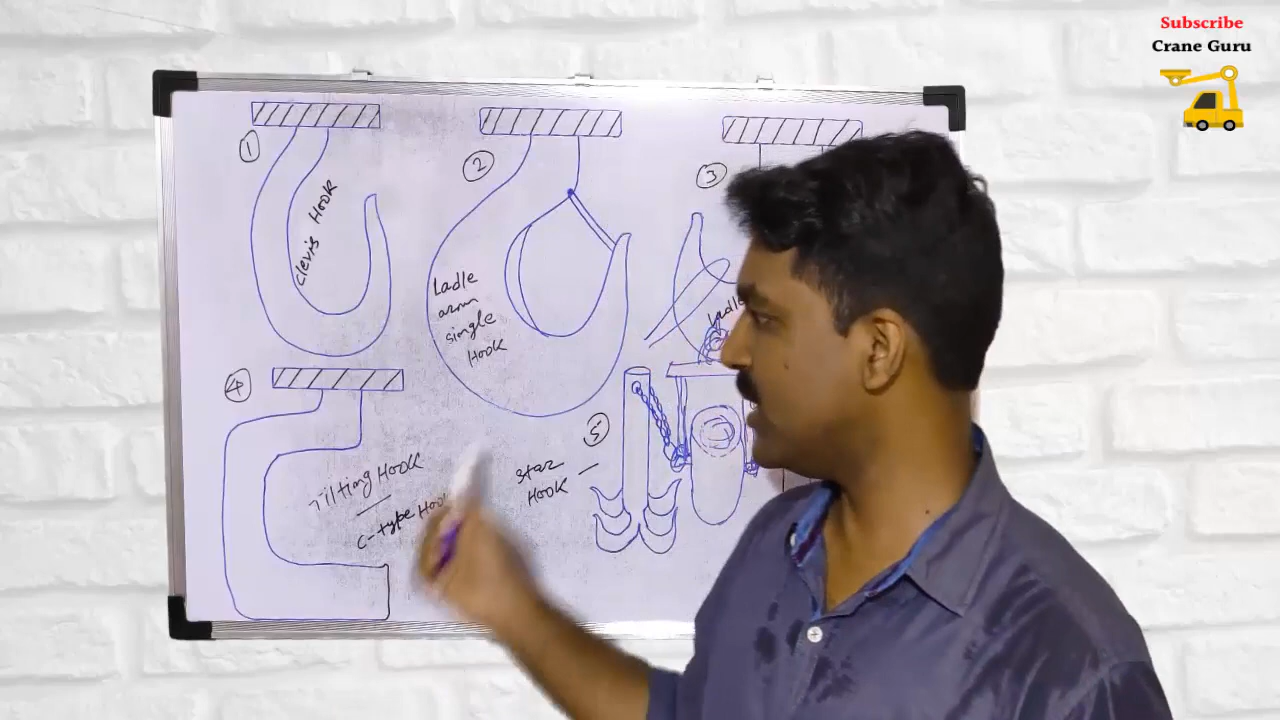 Subscribe
Crane Guru
1
Clevis Hook
2
Ladle
arm
single
Hook
3
Ladle
4
Tilting Hook
C-type Hook
5
Star
Hook